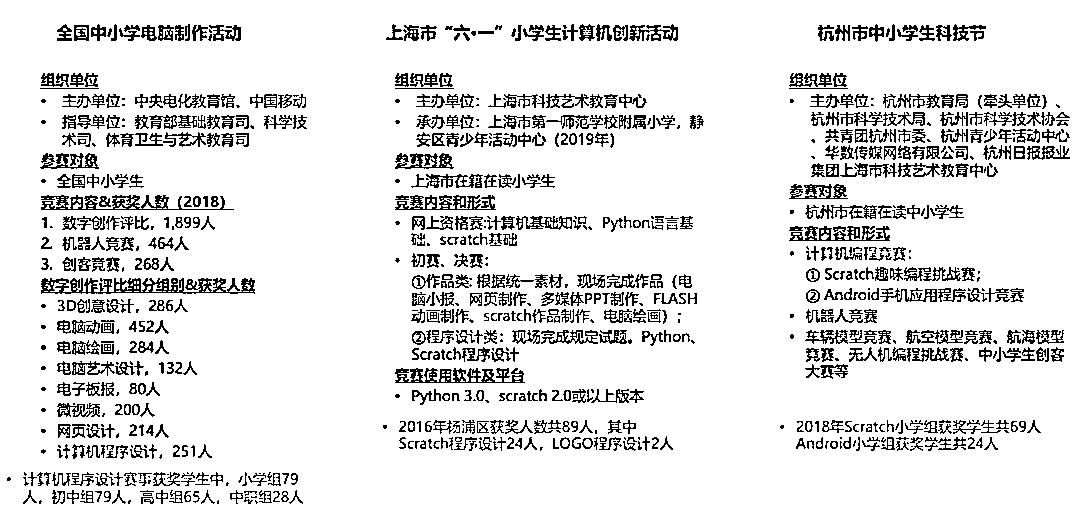 全国中小学电脑制作活动
组织单位
• 主办单位：中央电化教育馆、中国移动
• 指导单位：教育部基础教育司、科学技
术司、体育卫生与艺术教育司
参赛对象
• 全国中小学生
竞赛内容&获奖人数（2018）
1. 数字创作评比，1,899人
2. 机器人竞赛，464人
3. 创客竞赛，268人
数字创作评比细分组别&获奖人数
• 3D创意设计，286人
• 电脑动画，452人
• 电脑绘画，284人
• 电脑艺术设计，132人
• 电子板报，80人
• 微视频，200人
• 网页设计，214人
• 计算机程序设计，251人
• 计算机程序设计赛事获奖学生中，小学组79
人，初中组79人，高中组65人，中职组28人
上海市“六·一”小学生计算机创新活动
组织单位
• 主办单位：上海市科技艺术教育中心
• 承办单位：上海市第一师范学校附属小学，静
安区青少年活动中心（2019年）
参赛对象
• 上海市在籍在读小学生
竞赛内容和形式
• 网上资格赛:计算机基础知识、Python语言基
础、scratch基础
• 初赛、决赛：
①作品类: 根据统一素材，现场完成作品（电
脑小报、网页制作、多媒体PPT制作、FLASH
动画制作、scratch作品制作、电脑绘画）；
②程序设计类：现场完成规定试题。Python、
Scratch程序设计
竞赛使用软件及平台
• Python 3.0、scratch 2.0或以上版本
• 2016年杨浦区获奖人数共89人，其中
Scratch程序设计24人，LOGO程序设计2人
杭州市中小学生科技节
组织单位
• 主办单位：杭州市教育局（牵头单位）、
杭州市科学技术局、杭州市科学技术协会
、共青团杭州市委、杭州青少年活动中心
、华数传媒网络有限公司、杭州日报报业
集团上海市科技艺术教育中心
参赛对象
• 杭州市在籍在读中小学生
竞赛内容和形式
• 计算机编程竞赛：
① Scratch趣味编程挑战赛；
② Android手机应用程序设计竞赛
• 机器人竞赛
• 车辆模型竞赛、航空模型竞赛、航海模型
竞赛、无人机编程挑战赛、中小学生创客
大赛等
• 2018年Scratch小学组获奖学生共69人
Android小学组获奖学生共24人